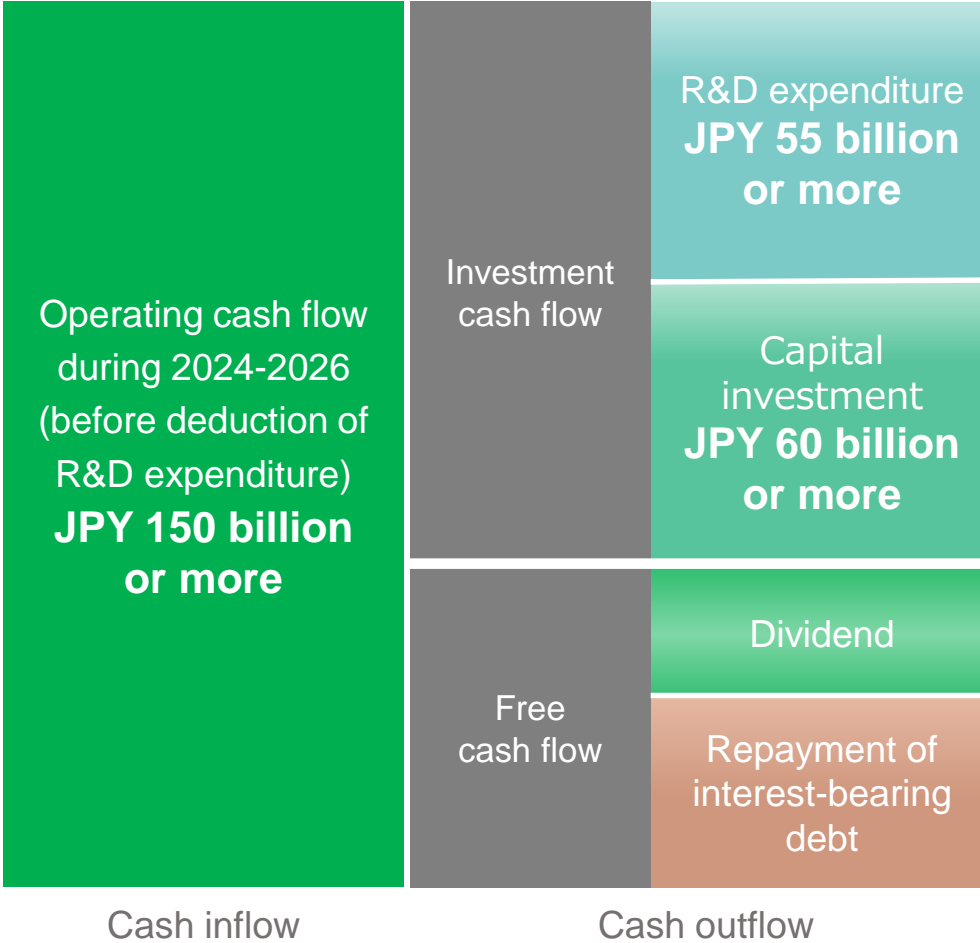 Operating cash flow
during 2024-2026
(before deduction of
R&D expenditure)
JPY 150 billion
or more
Investment
cash flow
R&D expenditure
JPY 55 billion
or more
Capital
investment
JPY 60 billion
or more
Free
cash flow
Dividend
Repayment of
interest-bearing
debt
Cash inflow
Cash outflow